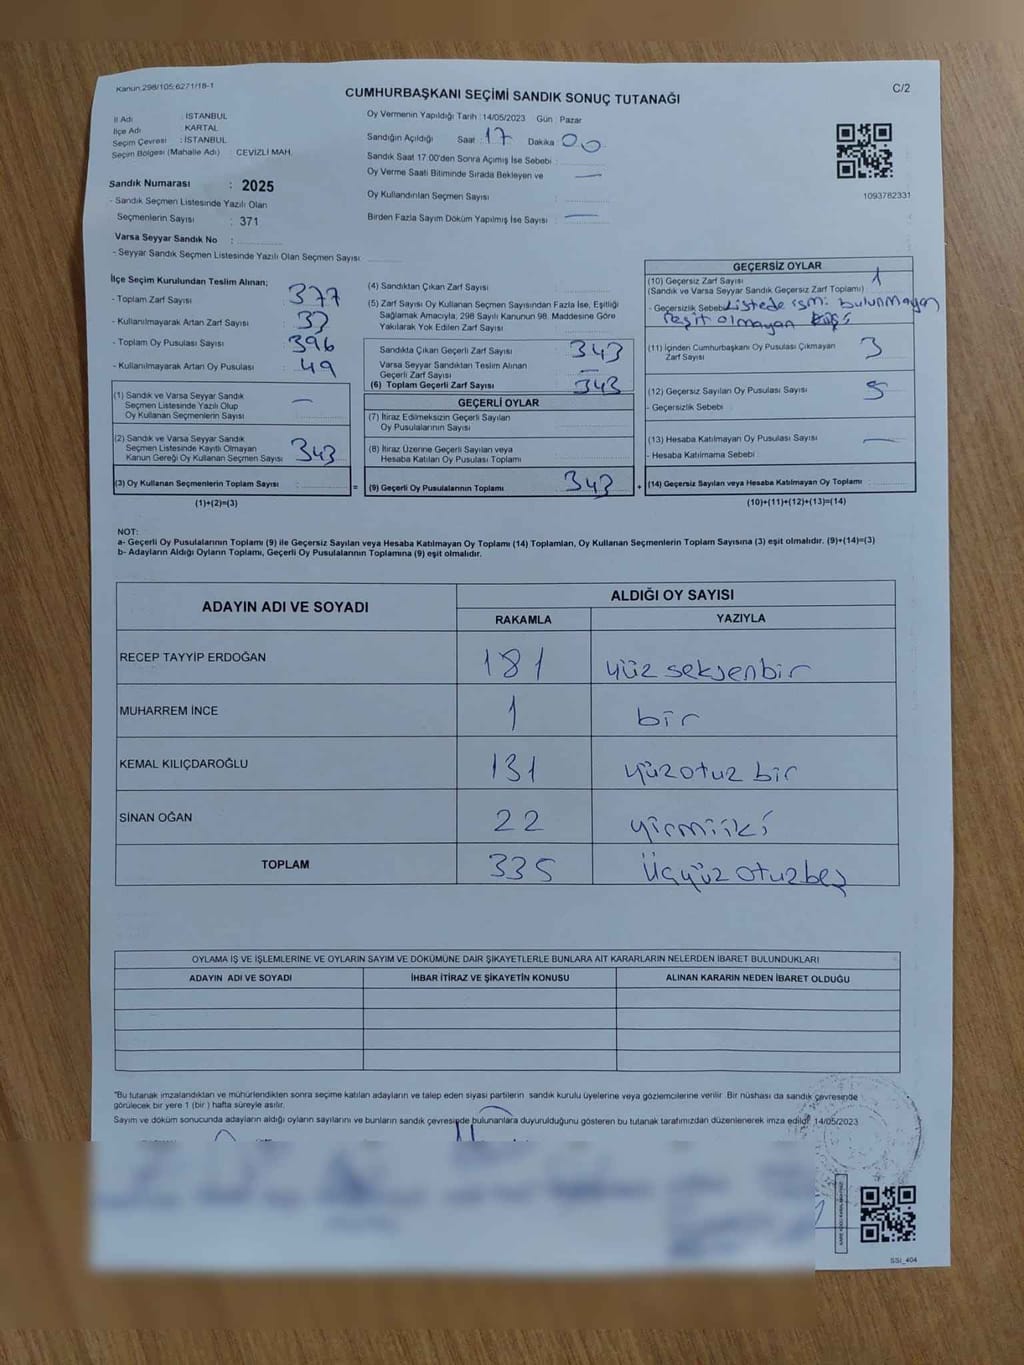 Kanun:298/105;6271/18-1
C/2
CUMHURBAŞKANI SEÇİMİ SANDIK SONUÇ TUTANAĞI
İl Adı : İSTANBUL
İlçe Adı KARTAL
Seçim Çevresi : İSTANBUL
Seçim Bölgesi (Mahalle Adı) : CEVİZLİ MAH.
Sandık Numarası : 2025
- Sandık Seçmen Listesinde Yazılı Olan
Seçmenlerin Sayısı : 371
Varsa Seyyar Sandık No :
- Seyyar Sandık Seçmen Listesinde Yazılı Olan Seçmen Sayısı:
Oy Vermenin Yapıldığı Tarih : 14/05/2023 Gün : Pazar
Sandığın Açıldığı Saat : 17 Dakika 00
Sandık Saat 17:00'den Sonra Açımış İse Sebebi :
Oy Verme Saati Bitiminde Sırada Bekleyen ve —
Oy Kullandırılan Seçmen Sayısı :
Birden Fazla Sayım Döküm Yapılmış İse Sayısı : —
1093782331
İlçe Seçim Kurulundan Teslim Alınan;
- Toplam Zarf Sayısı : 377
- Kullanılmayarak Artan Zarf Sayısı : 33
- Toplam Oy Pusulası Sayısı : 396
- Kullanılmayarak Artan Oy Pusulası : 49
(1) Sandık ve Varsa Seyyar Sandık
Seçmen Listesinde Yazılı Olup
Oy Kullanan Seçmenlerin Sayısı : —
(2) Sandık ve Varsa Seyyar Sandık
Seçmen Listesinde Kayıtlı Olmayan
Kanun Gereği Oy Kullanan Seçmen Sayısı : 343
(3) Oy Kullanan Seçmenlerin Toplam Sayısı :
(1)+(2)=(3)
(4) Sandıktan Çıkan Zarf Sayısı :
(5) Zarf Sayısı Oy Kullanan Seçmen Sayısından Fazla İse, Eşitliği
Sağlamak Amacıyla, 298 Sayılı Kanunun 98. Maddesine Göre
Yakılarak Yok Edilen Zarf Sayısı :
Sandıkta Çıkan Geçerli Zarf Sayısı : 343
Varsa Seyyar Sandıktan Teslim Alınan
Geçerli Zarf Sayısı : —
(6) Toplam Geçerli Zarf Sayısı : 343
GEÇERLİ OYLAR
(7) İtiraz Edilmeksizin Geçerli Sayılan
Oy Pusulalarının Sayısı :
(8) İtiraz Üzerine Geçerli Sayılan veya
Hesaba Katılan Oy Pusulası Toplamı :
= (9) Geçerli Oy Pusulalarının Toplamı : 343 +
GEÇERSİZ OYLAR
(10) Geçersiz Zarf Sayısı : 1
(Sandık ve Varsa Seyyar Sandık Geçersiz Zarf Toplamı)
- Geçersizlik Sebebi Listede ismi bulunmayan
reşit olmayan kişi
(11) İçinden Cumhurbaşkanı Oy Pusulası Çıkmayan
Zarf Sayısı : 3
(12) Geçersiz Sayılan Oy Pusulası Sayısı : 5
- Geçersizlik Sebebi :
(13) Hesaba Katılmayan Oy Pusulası Sayısı : —
- Hesaba Katılmama Sebebi :
(14) Geçersiz Sayılan veya Hesaba Katılmayan Oy Toplamı :
(10)+(11)+(12)+(13)=(14)
NOT:
a- Geçerli Oy Pusulalarının Toplamı (9) ile Geçersiz Sayılan veya Hesaba Katılmayan Oy Toplamı (14) Toplamları, Oy Kullanan Seçmenlerin Toplam Sayısına (3) eşit olmalıdır. (9)+(14)=(3)
b- Adayların Aldığı Oyların Toplamı, Geçerli Oy Pusulalarının Toplamına (9) eşit olmalıdır.
ADAYIN ADI VE SOYADI ALDIĞI OY SAYISI
RAKAMLA YAZIYLA
RECEP TAYYİP ERDOĞAN 181 yüz seksenbir
MUHARREM İNCE 1 bir
KEMAL KILIÇDAROĞLU 131 yüzotuz bir
SİNAN OĞAN 22 yirmiiki
TOPLAM 335 Üçyüz otuzbeş
OYLAMA İŞ VE İŞLEMLERİNE VE OYLARIN SAYIM VE DÖKÜMÜNE DAİR ŞİKAYETLERLE BUNLARA AİT KARARLARIN NELERDEN İBARET BULUNDUKLARI
ADAYIN ADI VE SOYADI İHBAR İTİRAZ VE ŞİKAYETİN KONUSU ALINAN KARARIN NEDEN İBARET OLDUĞU
"Bu tutanak imzalandıktan ve mühürlendikten sonra seçime katılan adayların ve talep eden siyasi partilerin sandık kurulu üyelerine veya gözlemcilerine verilir. Bir nüshası da sandık çevresinde
görülecek bir yere 1 (bir ) hafta süreyle asılır.
Sayım ve döküm sonucunda adayların aldığı oyların sayılarını ve bunların sandık çevresinde bulunanlara duyurulduğunu gösteren bu tutanak tarafımızdan düzenlenerek imza edildi. 14/05/2023
SSI_404